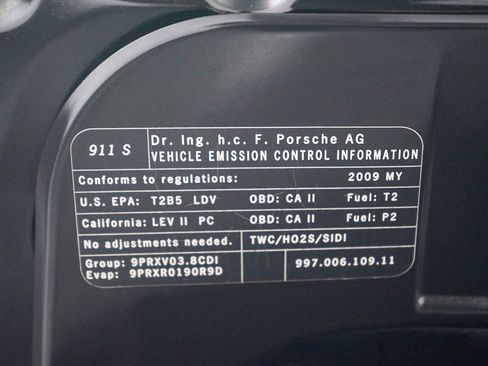 911 S
Dr. Ing. h.c. F. Porsche AG
VEHICLE EMISSION CONTROL INFORMATION
Conforms to regulations: 2009 MY
U.S. EPA: T2B5 LDV OBD: CA II Fuel: T2
California: LEV II PC OBD: CA II Fuel: P2
No adjustments needed. TWC/HO2S/SIDI
Group: 9PRXV03.8CDI
Evap: 9PRXR0190R9D
997.006.109.11